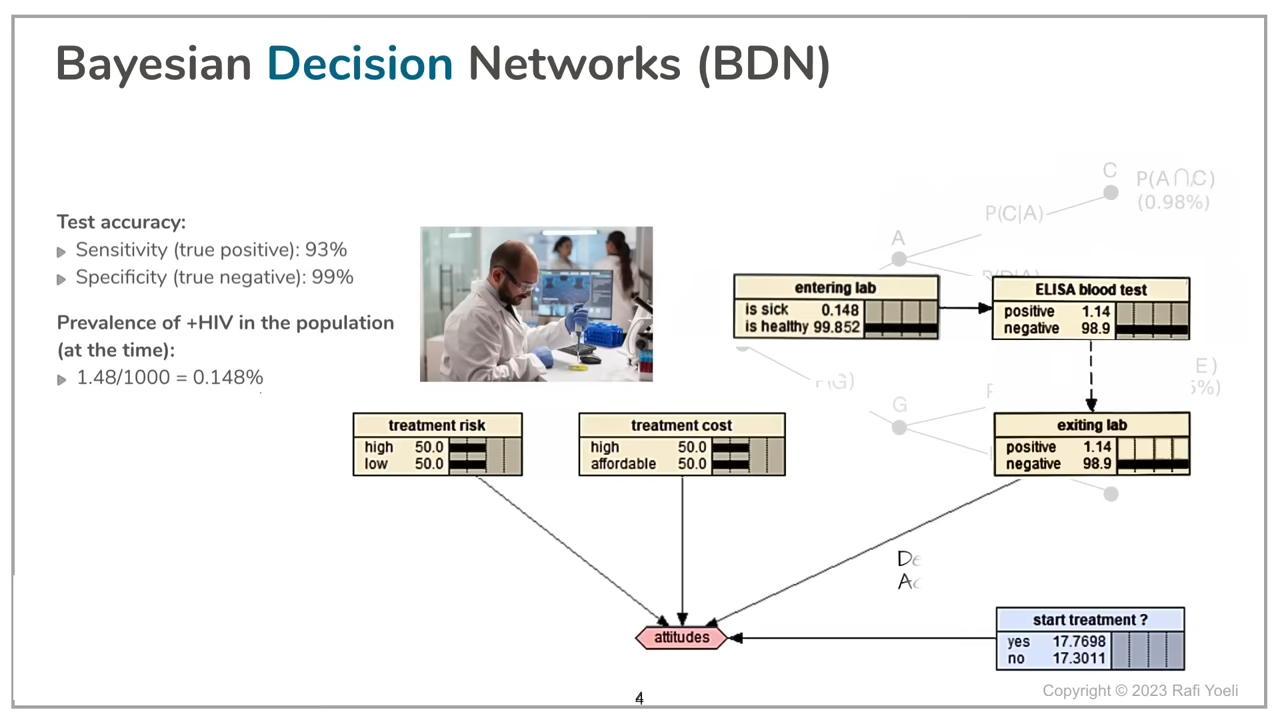 Bayesian Decision Networks (BDN)
Test accuracy:
Sensitivity (true positive): 93%
Specificity (true negative): 99%
Prevalence of +HIV in the population
(at the time):
1.48/1000 = 0.148%
C
P(A∩C)
(0.98%)
P(C|A)
A
P(D|A)
entering lab
is sick 0.148
is healthy 99.852
ELISA blood test
positive 1.14
negative 98.9
G
treatment risk
high 50.0
low 50.0
treatment cost
high 50.0
affordable 50.0
exiting lab
positive 1.14
negative 98.9
attitudes
start treatment ?
yes 17.7698
no 17.3011
Copyright © 2023 Rafi Yoeli
4